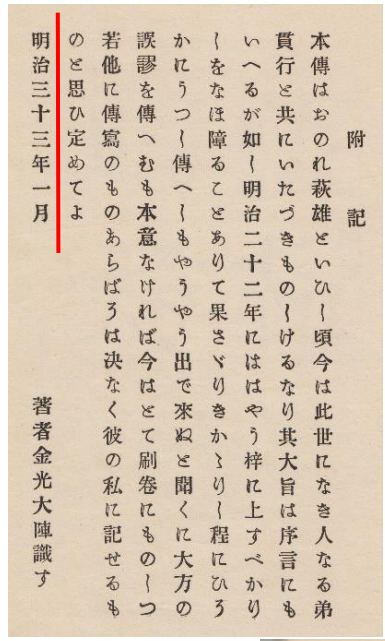 附記
本傳はおのれ萩雄といひし頃今は此世になき人なる弟
貫行と共にいたづきものしけるなり其大旨は序言にも
いへるが如し明治二十二年にははやう梓に上すべかり
しをなほ障ることありて果さゞりきかゝりし程にひろ
かにうつし傳へしもやうやう出で來ぬと聞くに大方の
誤謬を傳へむも本意なければ今はとて刷卷にものしつ
若他に傳寫のものあらばろは決なく彼の私に記せるも
のと思ひ定めてよ
明治三十三年一月
著者金光大陣識す